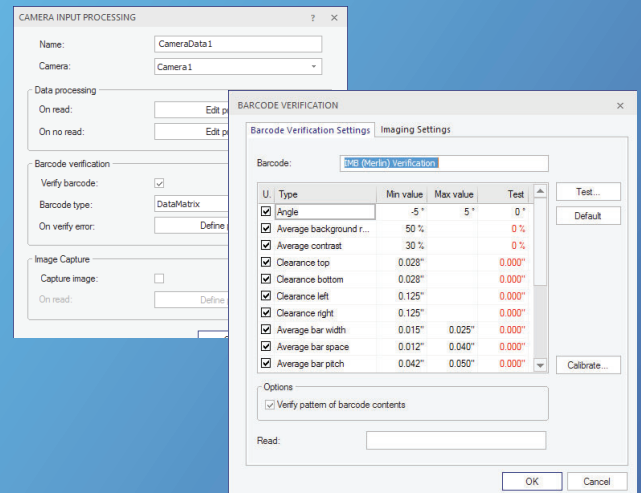 CAMERA INPUT PROCESSING ? ×
Name: CameraData1
Camera: Camera1
Data processing
On read: Edit p
On no read: Edit p
Barcode verification
Verify barcode:
Barcode type: DataMatrix
On verify error: Define
Image Capture
Capture image:
On read: Define
BARCODE VERIFICATION ×
Barcode Verification Settings Imaging Settings
Barcode: IMB (Merlin) Verification
U. Type Min value Max value Test Test...
Angle -5 ° 5 ° 0 ° Default
Average background r... 50 % 0 %
Average contrast 30 % 0 %
Clearance top 0.028" 0.000"
Clearance bottom 0.028" 0.000"
Clearance left 0.125" 0.000"
Clearance right 0.125" 0.000"
Average bar width 0.015" 0.025" 0.000"
Average bar space 0.012" 0.040" 0.000"
Average bar pitch 0.042" 0.050" 0.000" Calibrate...
Options
Verify pattern of barcode contents
Read:
OK Cancel